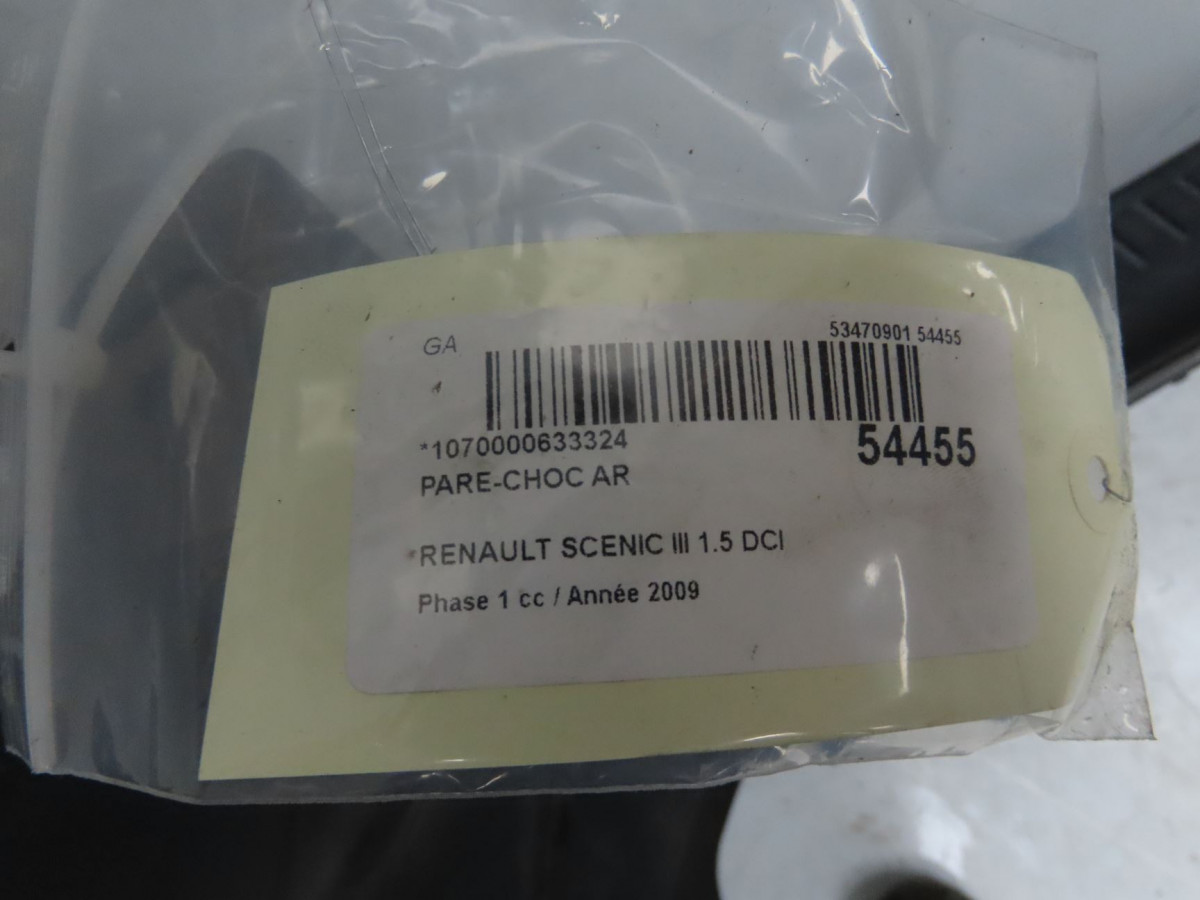 GA
53470901 54455
*1070000633324
54455
PARE-CHOC AR
RENAULT SCENIC III 1.5 DCI
Phase 1 cc / Année 2009